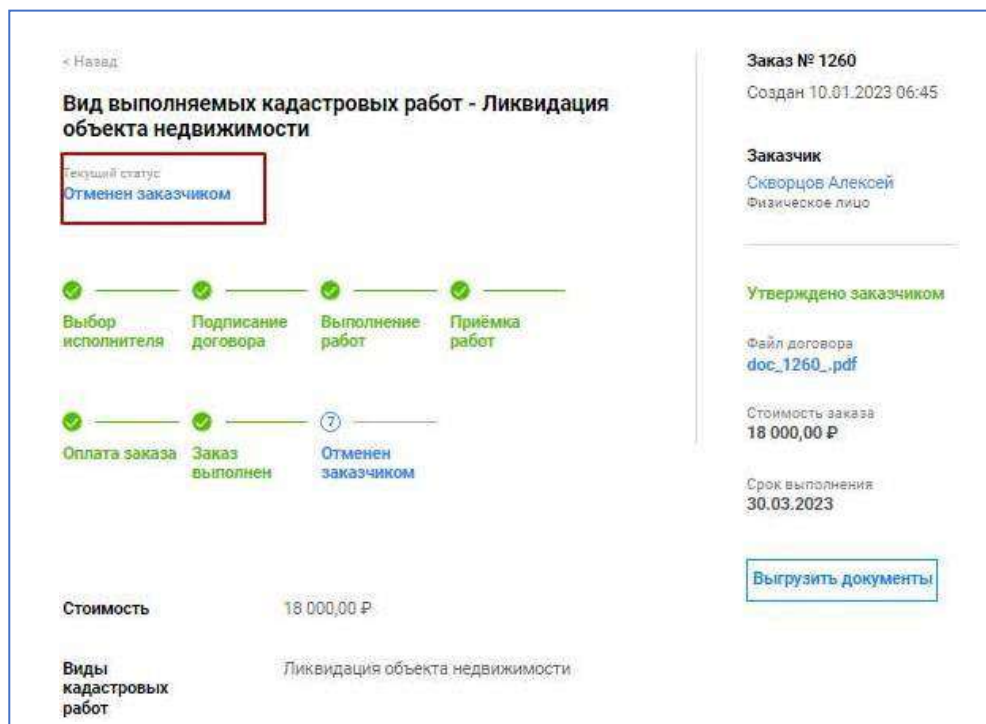 < Назад
Вид выполняемых кадастровых работ - Ликвидация
объекта недвижимости
Текущий статус
Отменен заказчиком
Выбор
исполнителя
Подписание
договора
Выполнение
работ
Приёмка
работ
Оплата заказа
Заказ
выполнен
7
Отменен
заказчиком
Стоимость
18 000,00 ₽
Виды
кадастровых
работ
Ликвидация объекта недвижимости
Заказ № 1260
Создан 10.01.2023 06:45
Заказчик
Скворцов Алексей
Физическое лицо
Утверждено заказчиком
Файл договора
doc_1260_.pdf
Стоимость заказа
18 000,00 ₽
Срок выполнения
30.03.2023
Выгрузить документы